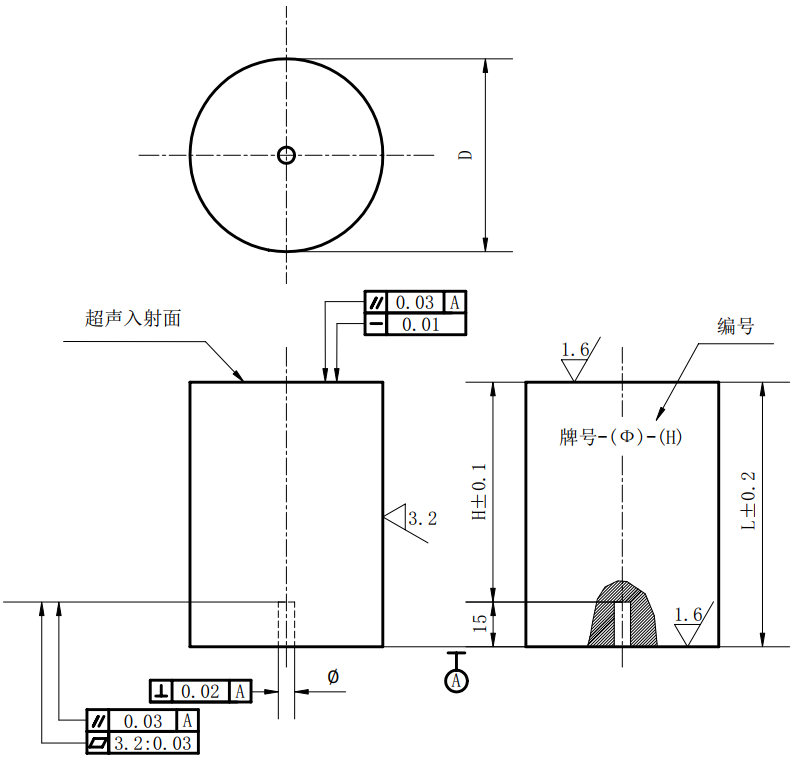 D
// 0.03 A
— 0.01
超声入射面
编号
1.6
牌号-(Φ)-(H)
H±0.1
L±0.2
3.2
15
1.6
⊥ 0.02 A
Ø
A
// 0.03 A
▱ 3.2:0.03